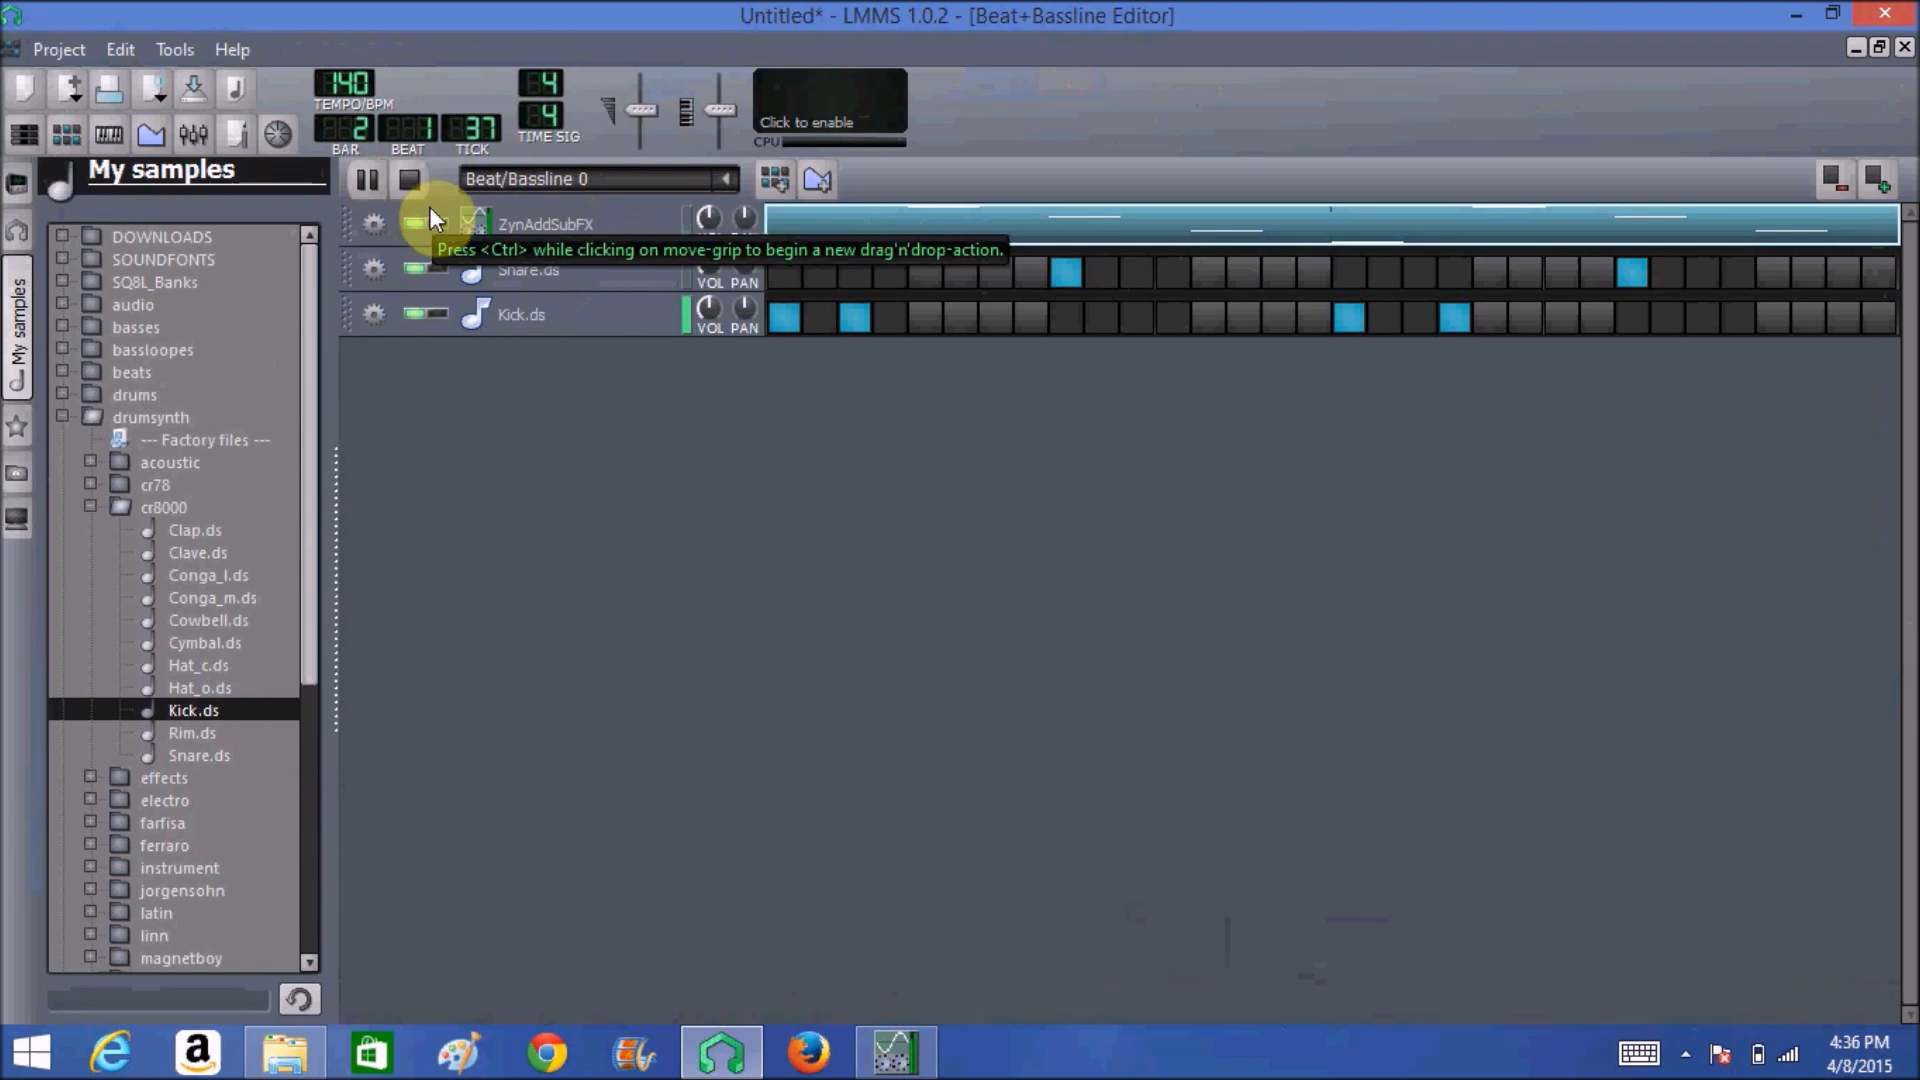 Untitled* - LMMS 1.0.2 - [Beat+Bassline Editor]
Project Edit Tools Help
140
TEMPO/BPM
4
4
TIME SIG
2 1 37
BAR BEAT TICK
Click to enable
CPU
My samples
Beat/Bassline 0
ZynAddSubFX
Press <Ctrl> while clicking on move-grip to begin a new drag'n'drop-action.
Snare.ds
VOL PAN
Kick.ds
VOL PAN
My samples
DOWNLOADS
SOUNDFONTS
SQ8L_Banks
audio
basses
bassloopes
beats
drums
drumsynth
--- Factory files ---
acoustic
cr78
cr8000
Clap.ds
Clave.ds
Conga_l.ds
Conga_m.ds
Cowbell.ds
Cymbal.ds
Hat_c.ds
Hat_o.ds
Kick.ds
Rim.ds
Snare.ds
effects
electro
farfisa
ferraro
instrument
jorgensohn
latin
linn
magnetboy
4:36 PM
4/8/2015